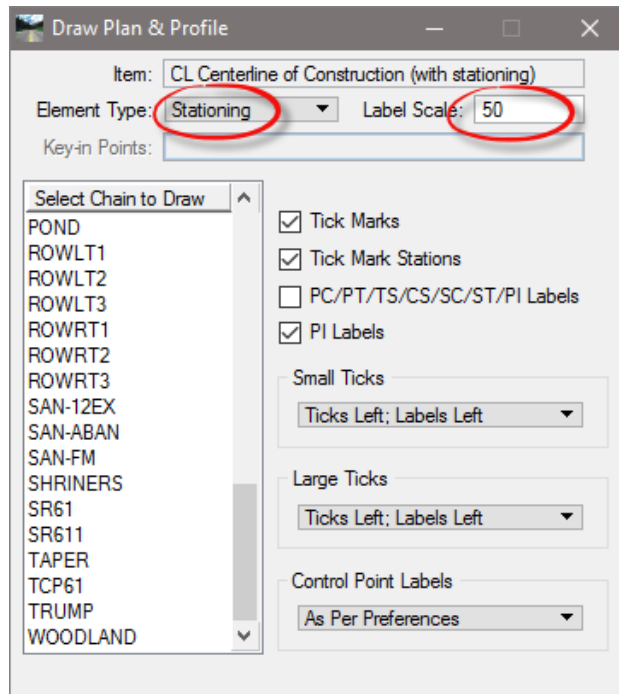 Draw Plan & Profile
Item: CL Centerline of Construction (with stationing)
Element Type: Stationing Label Scale: 50
Key-in Points:
Select Chain to Draw
POND
ROWLT1
ROWLT2
ROWLT3
ROWRT1
ROWRT2
ROWRT3
SAN-12EX
SAN-ABAN
SAN-FM
SHRINERS
SR61
SR611
TAPER
TCP61
TRUMP
WOODLAND
Tick Marks
Tick Mark Stations
PC/PT/TS/CS/SC/ST/PI Labels
PI Labels
Small Ticks
Ticks Left; Labels Left
Large Ticks
Ticks Left; Labels Left
Control Point Labels
As Per Preferences